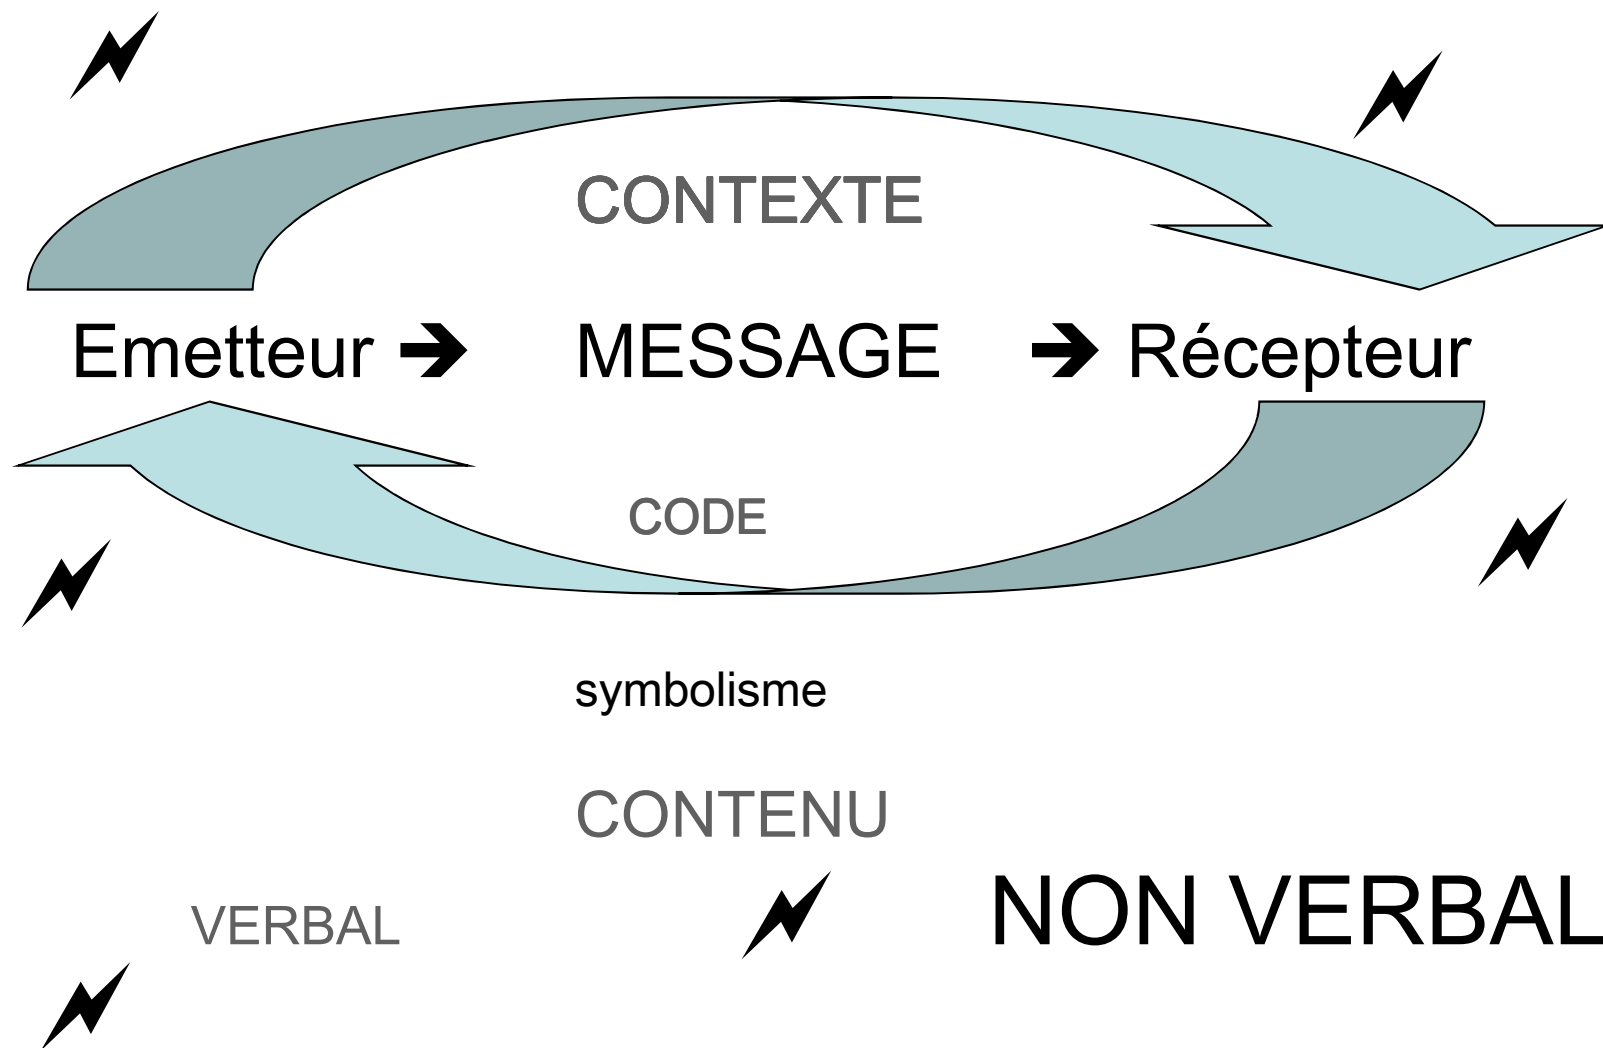 CONTEXTE
Emetteur ➔ MESSAGE ➔ Récepteur
CODE
symbolisme
CONTENU
VERBAL NON VERBAL